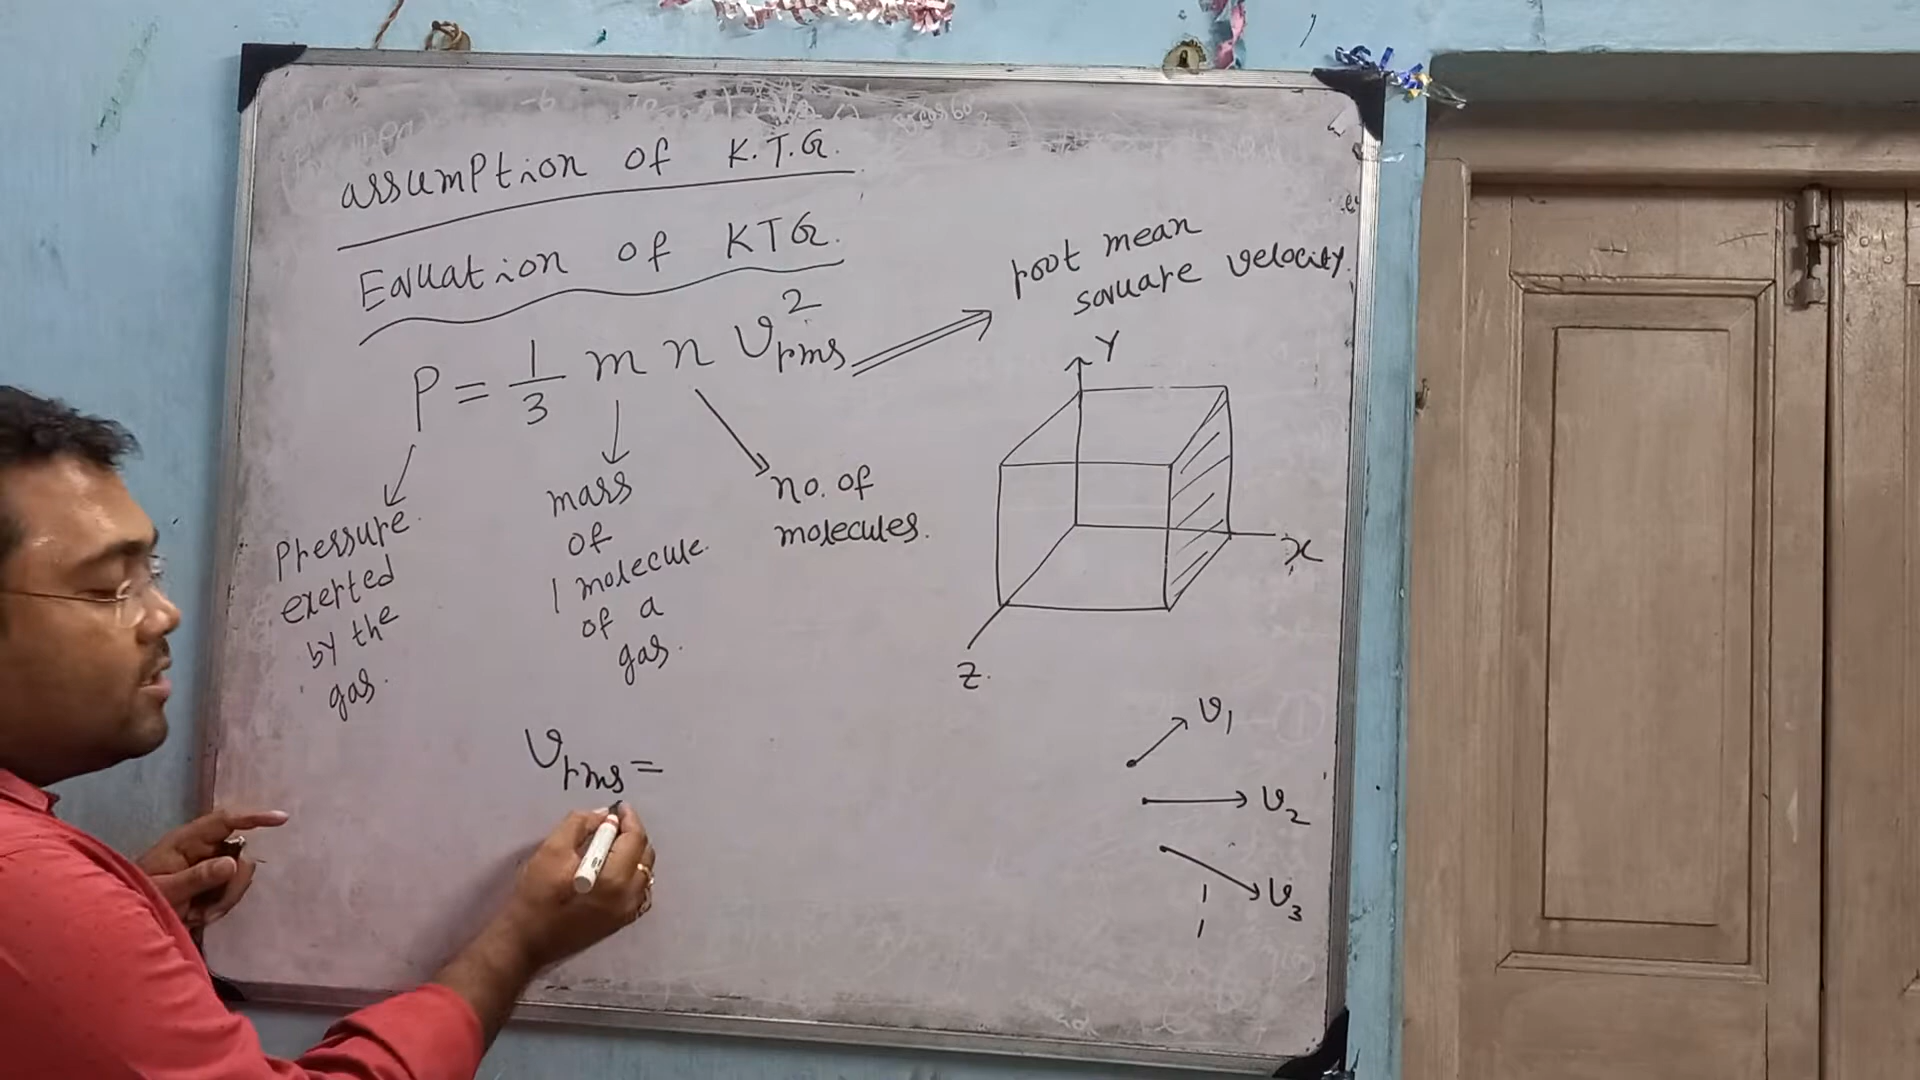 assumption of K.T.G.
Equation of KTG.
P = 1/3 m n v²rms
root mean
square velocity.
Pressure
exerted
by the
gas.
mass
of
1 molecule
of a
gas.
no. of
molecules.
Y
x
Z.
vrms =
v1
v2
v3